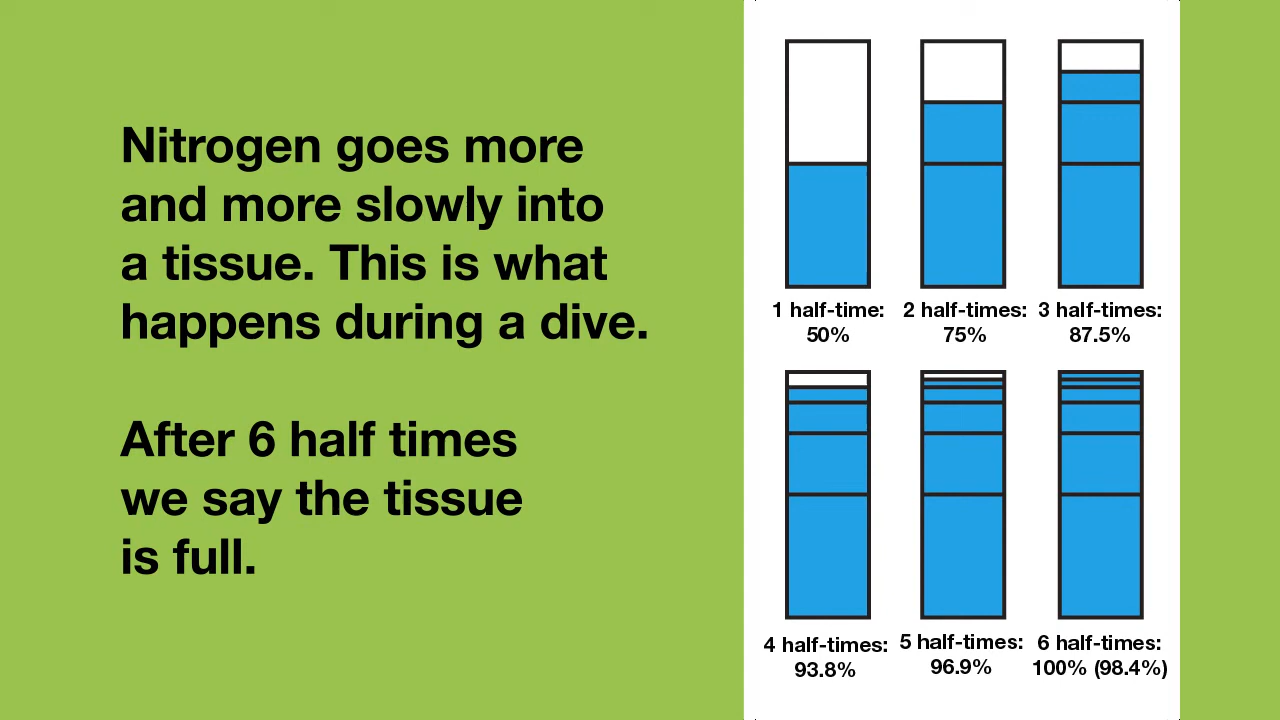 Nitrogen goes more
and more slowly into
a tissue. This is what
happens during a dive.
After 6 half times
we say the tissue
is full.
1 half-time:
50%
2 half-times:
75%
3 half-times:
87.5%
4 half-times:
93.8%
5 half-times:
96.9%
6 half-times:
100% (98.4%)